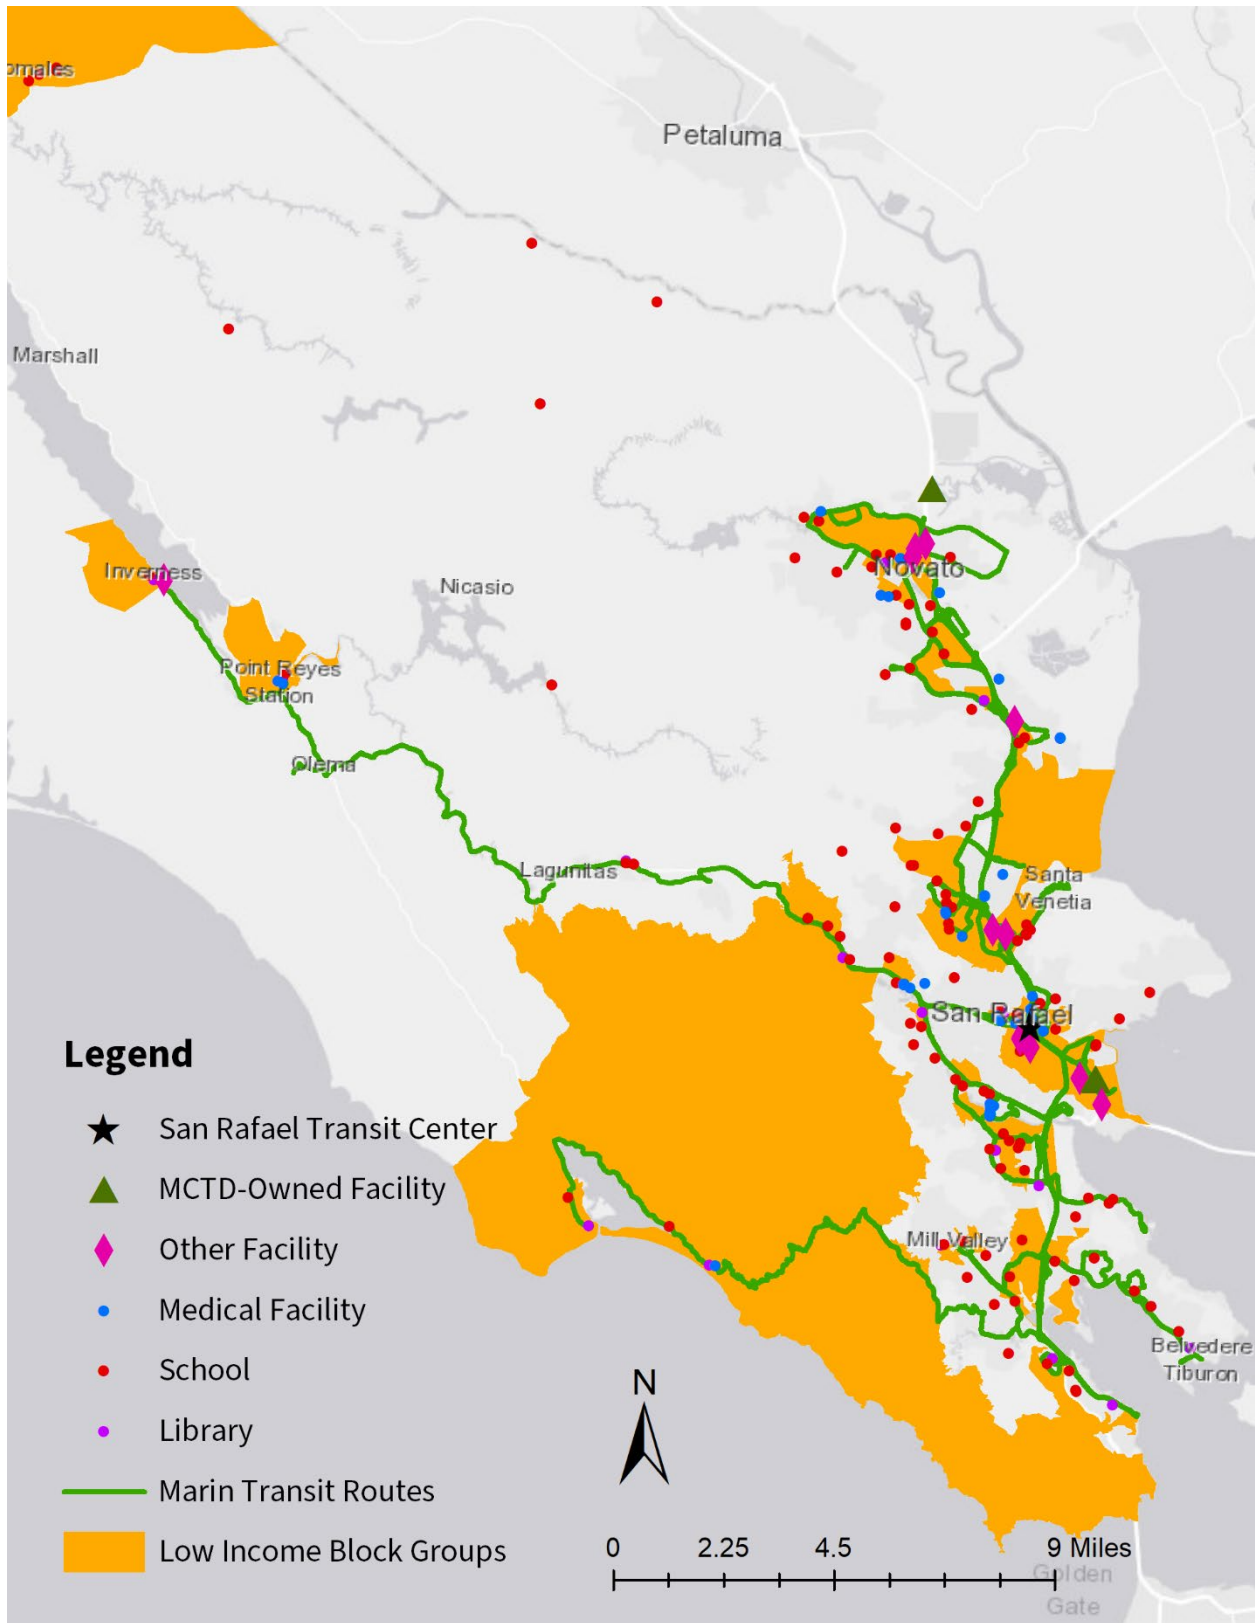 omales
Petaluma
Marshall
Inverness
Nicasio
Novato
Point Reyes
Station
Olema
Lagunitas
Santa
Venetia
San Rafael
Legend
San Rafael Transit Center
MCTD-Owned Facility
Other Facility
Medical Facility
School
Library
Marin Transit Routes
Low Income Block Groups
Mill Valley
Belvedere
Tiburon
N
0 2.25 4.5 9 Miles
Golden
Gate